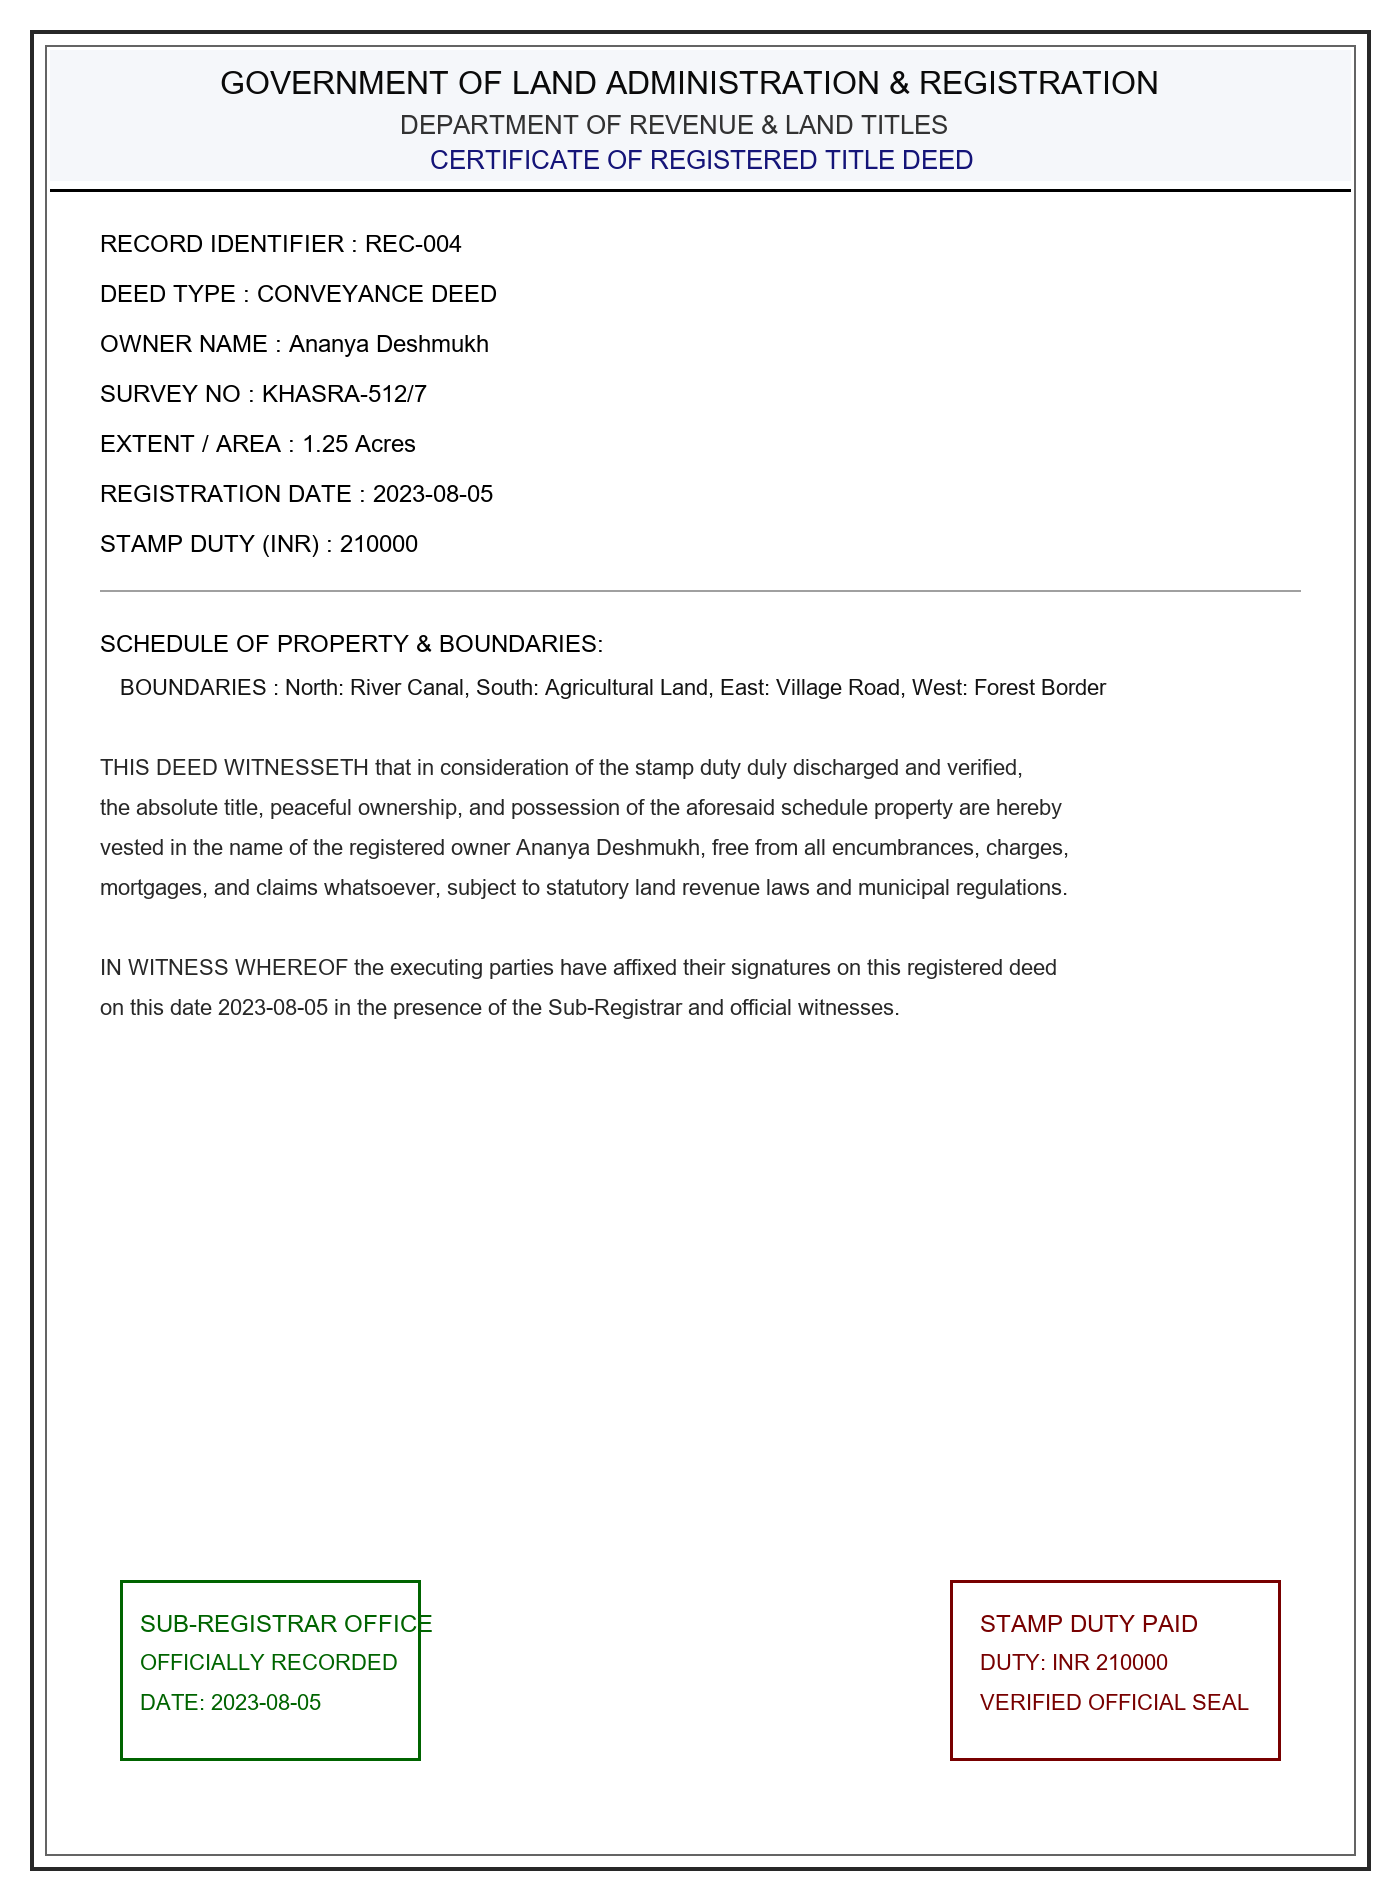 GOVERNMENT OF LAND ADMINISTRATION & REGISTRATION
DEPARTMENT OF REVENUE & LAND TITLES
CERTIFICATE OF REGISTERED TITLE DEED
RECORD IDENTIFIER : REC-004
DEED TYPE : CONVEYANCE DEED
OWNER NAME : Ananya Deshmukh
SURVEY NO : KHASRA-512/7
EXTENT / AREA : 1.25 Acres
REGISTRATION DATE : 2023-08-05
STAMP DUTY (INR) : 210000
SCHEDULE OF PROPERTY & BOUNDARIES:
BOUNDARIES : North: River Canal, South: Agricultural Land, East: Village Road, West: Forest Border
THIS DEED WITNESSETH that in consideration of the stamp duty duly discharged and verified,
the absolute title, peaceful ownership, and possession of the aforesaid schedule property are hereby
vested in the name of the registered owner Ananya Deshmukh, free from all encumbrances, charges,
mortgages, and claims whatsoever, subject to statutory land revenue laws and municipal regulations.
IN WITNESS WHEREOF the executing parties have affixed their signatures on this registered deed
on this date 2023-08-05 in the presence of the Sub-Registrar and official witnesses.
SUB-REGISTRAR OFFICE
OFFICIALLY RECORDED
DATE: 2023-08-05
STAMP DUTY PAID
DUTY: INR 210000
VERIFIED OFFICIAL SEAL